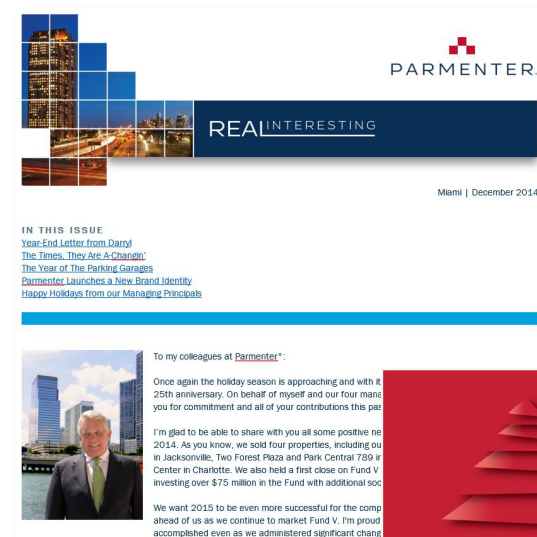 PARMENTER
REALINTERESTING
Miami | December 2014
IN THIS ISSUE
Year-End Letter from Darryl
The Times, They Are A-Changin'
The Year of The Parking Garages
Parmenter Launches a New Brand Identity
Happy Holidays from our Managing Principals
To my colleagues at Parmenter°:
Once again the holiday season is approaching and with it
25th anniversary. On behalf of myself and our four mana
you for commitment and all of your contributions this pas
I'm glad to be able to share with you all some positive ne
2014. As you know, we sold four properties, including ou
in Jacksonville, Two Forest Plaza and Park Central 789 ir
Center in Charlotte. We also held a first close on Fund V
investing over $75 million in the Fund with additional soc
We want 2015 to be even more successful for the comp
ahead of us as we continue to market Fund V. I'm proud
accomplished even as we administered significant chang